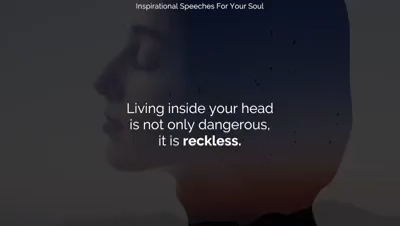 Inspirational Speeches For Your Soul
Living inside your head
is not only dangerous,
it is reckless.